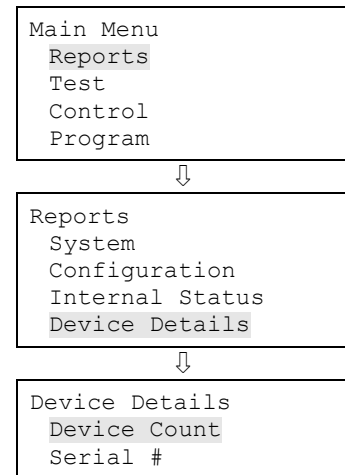 Main Menu
Reports
Test
Control
Program
⇩
Reports
System
Configuration
Internal Status
Device Details
⇩
Device Details
Device Count
Serial #